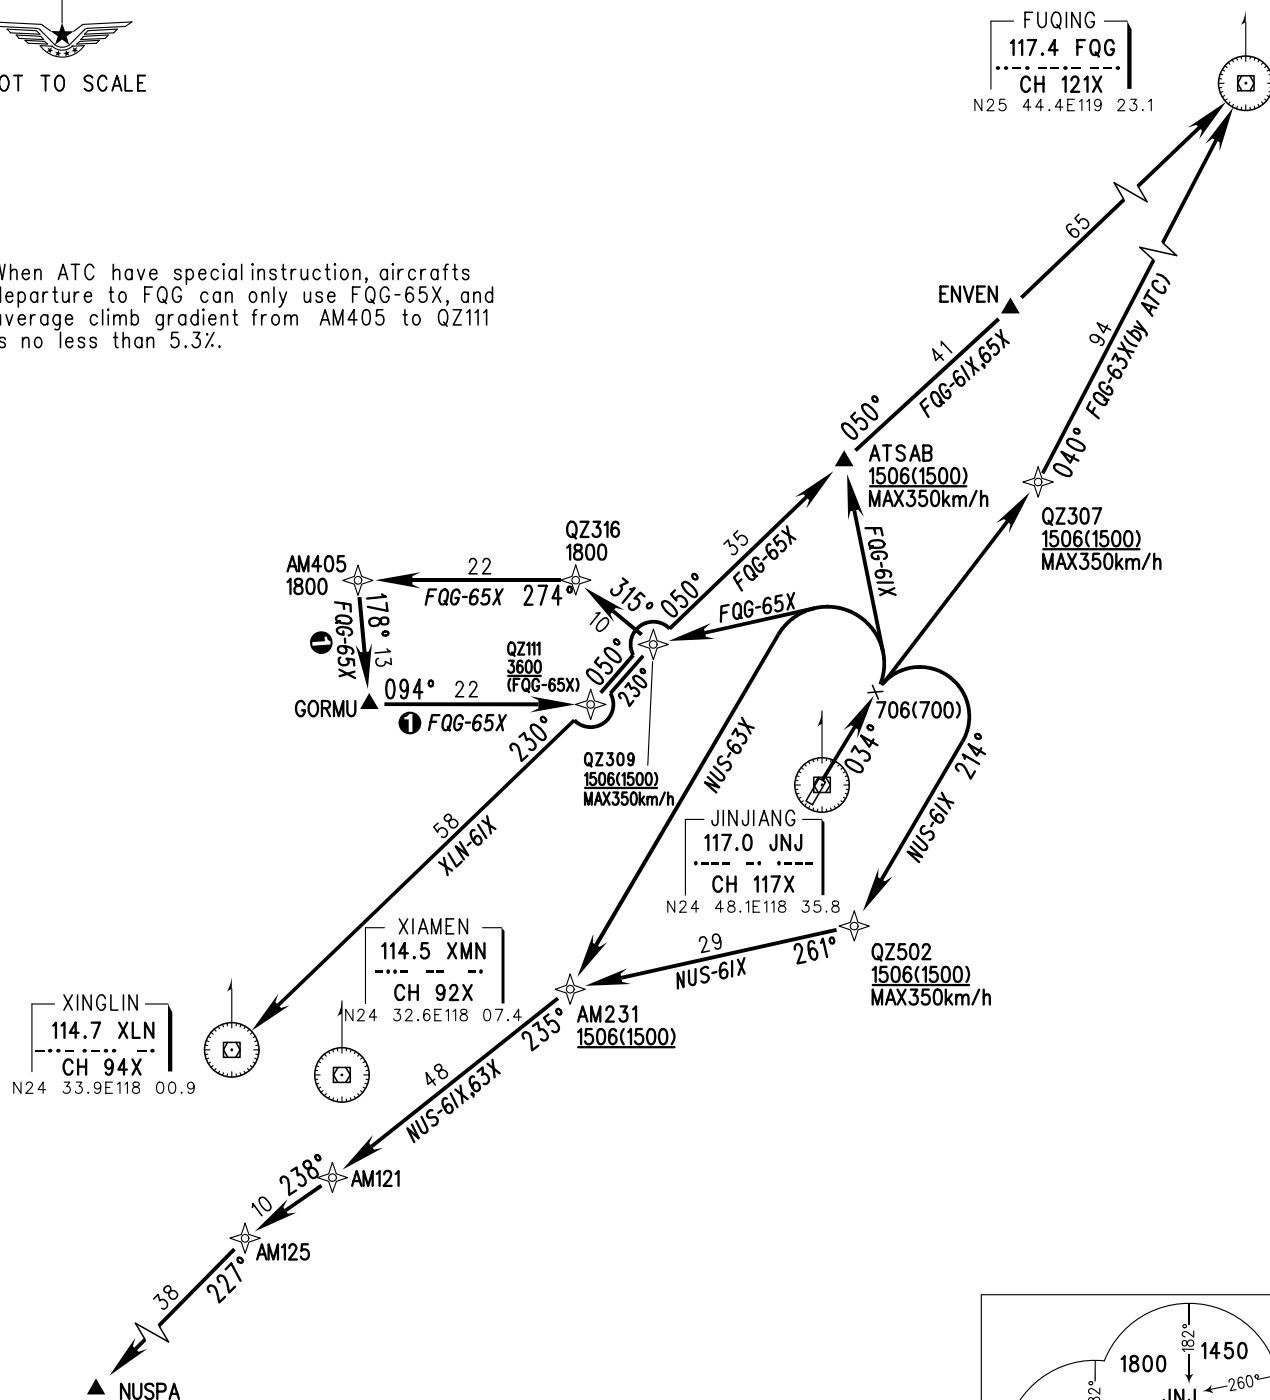 OT TO SCALE
When ATC have special instruction, aircrafts
departure to FQG can only use FQG-65X, and
average climb gradient from AM405 to QZ111
is no less than 5.3%.
FUQING
117.4 FQG
CH 121X
N25 44.4E119 23.1
65
ENVEN
41
FQG-61X,65X
050°
94
FQG-63X(by ATC)
040°
ATSAB
1506(1500)
MAX350km/h
QZ307
1506(1500)
MAX350km/h
FQG-61X
35
FQG-65X
050°
QZ316
1800
AM405
1800
22
FQG-65X 274°
315°
10
FQG-65X
178° 13
FQG-65X
1
QZ111
3600
(FQG-65X)
050°
230°
GORMU
094° 22
1 FQG-65X
230°
QZ309
1506(1500)
MAX350km/h
706(700)
034°
214°
NUS-63X
NUS-61X
58
XLN-61X
JINJIANG
117.0 JNJ
CH 117X
N24 48.1E118 35.8
XIAMEN
114.5 XMN
CH 92X
N24 32.6E118 07.4
29
261°
NUS-61X
QZ502
1506(1500)
MAX350km/h
XINGLIN
114.7 XLN
CH 94X
N24 33.9E118 00.9
AM231
1506(1500)
235°
48
NUS-61X,63X
238°
AM121
10
AM125
227°
38
NUSPA
182°
1800
1450
260°
JNJ